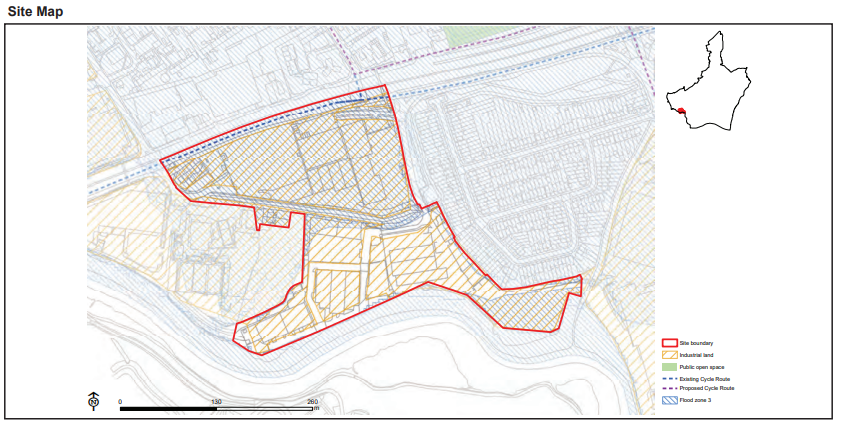 Site Map
Site boundary
Industrial land
Public open space
Existing Cycle Route
Proposed Cycle Route
Flood zone 3
N
0 130 260
m